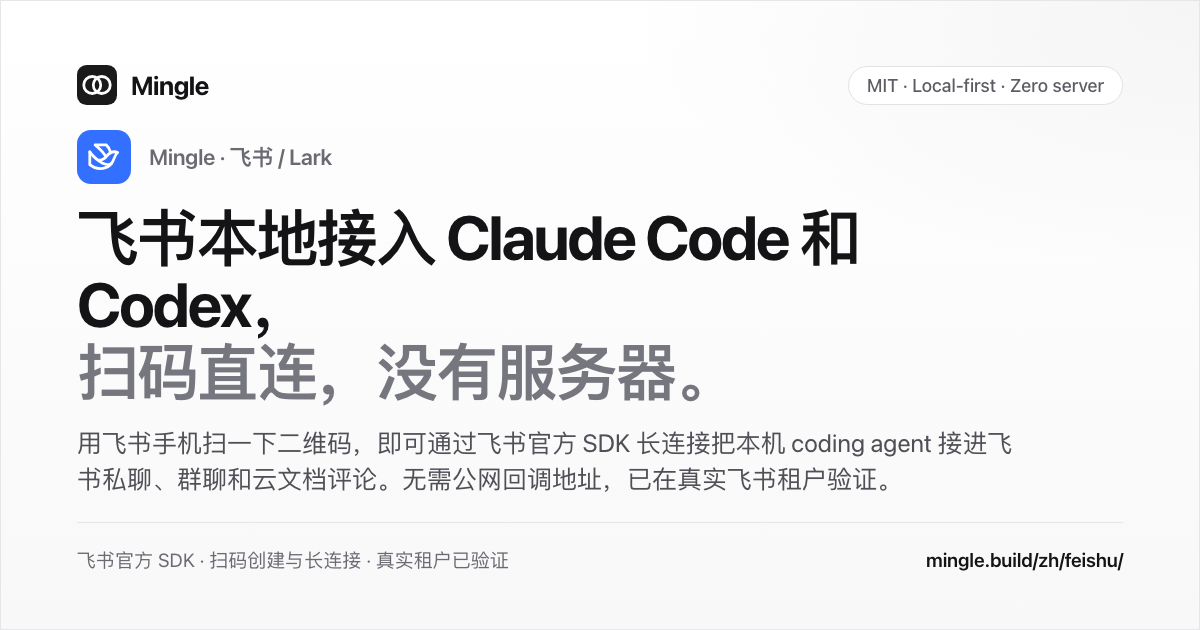 Mingle
MIT · Local-first · Zero server
Mingle · 飞书 / Lark
飞书本地接入 Claude Code 和
Codex，
扫码直连，没有服务器。
用飞书手机扫一下二维码，即可通过飞书官方 SDK 长连接把本机 coding agent 接进飞
书私聊、群聊和云文档评论。无需公网回调地址，已在真实飞书租户验证。
飞书官方 SDK · 扫码创建与长连接 · 真实租户已验证
mingle.build/zh/feishu/